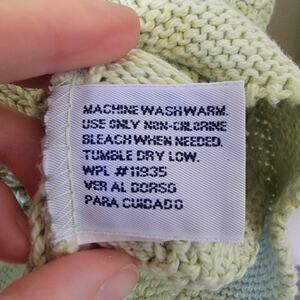 MACHINE WASH WARM.
USE ONLY NON-CHLORINE
BLEACH WHEN NEEDED.
TUMBLE DRY LOW.
WPL #11935
VER AL DORSO
PARA CUIDADO